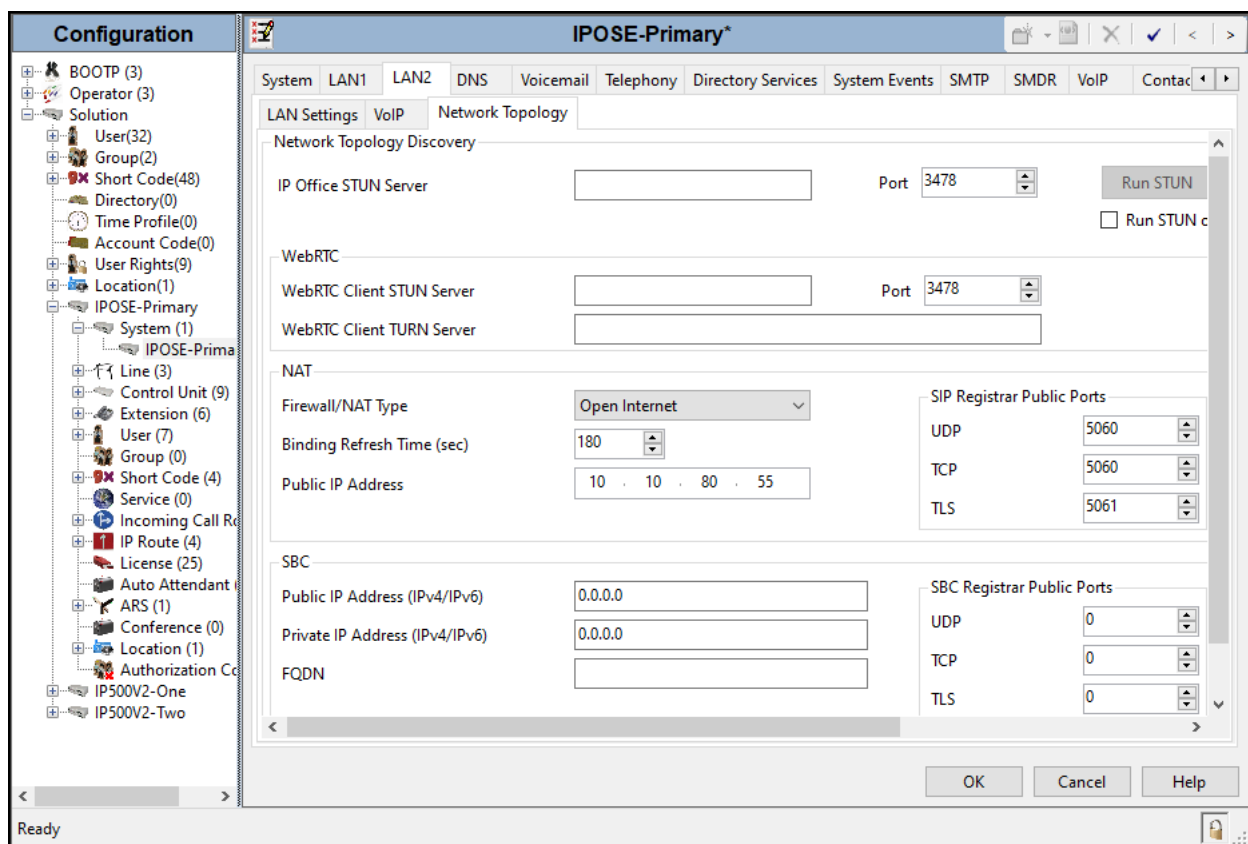 Configuration
IPOSE-Primary*
BOOTP (3)
Operator (3)
Solution
User(32)
Group(2)
Short Code(48)
Directory(0)
Time Profile(0)
Account Code(0)
User Rights(9)
Location(1)
IPOSE-Primary
System (1)
IPOSE-Prima
Line (3)
Control Unit (9)
Extension (6)
User (7)
Group (0)
Short Code (4)
Service (0)
Incoming Call Ro
IP Route (4)
License (25)
Auto Attendant (
ARS (1)
Conference (0)
Location (1)
Authorization Co
IP500V2-One
IP500V2-Two
System LAN1 LAN2 DNS Voicemail Telephony Directory Services System Events SMTP SMDR VoIP Contac
LAN Settings VoIP Network Topology
Network Topology Discovery
IP Office STUN Server Port 3478 Run STUN
Run STUN o
WebRTC
WebRTC Client STUN Server Port 3478
WebRTC Client TURN Server
NAT
Firewall/NAT Type Open Internet
Binding Refresh Time (sec) 180
Public IP Address 10 . 10 . 80 . 55
SIP Registrar Public Ports
UDP 5060
TCP 5060
TLS 5061
SBC
Public IP Address (IPv4/IPv6) 0.0.0.0
Private IP Address (IPv4/IPv6) 0.0.0.0
FQDN
SBC Registrar Public Ports
UDP 0
TCP 0
TLS 0
OK Cancel Help
Ready